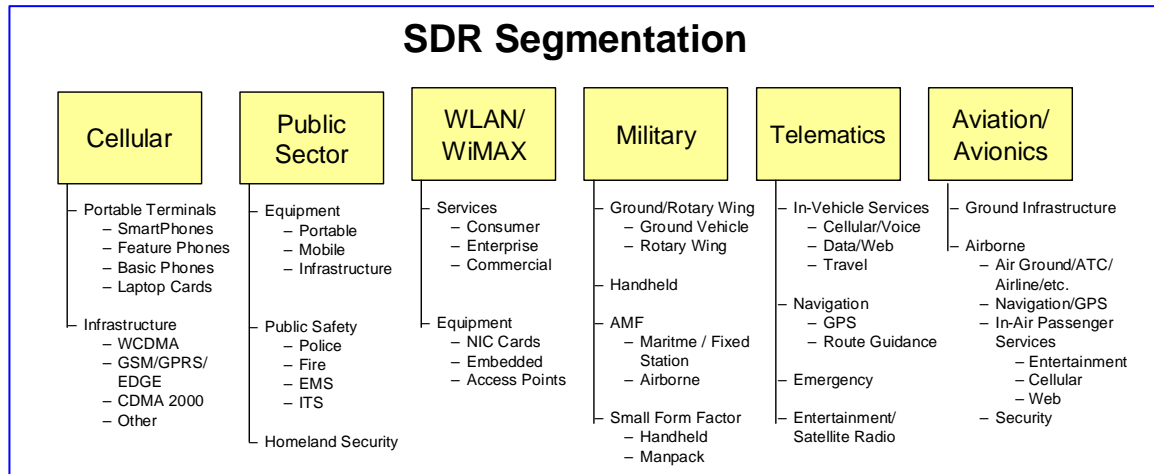 SDR Segmentation
Cellular
– Portable Terminals
– SmartPhones
– Feature Phones
– Basic Phones
– Laptop Cards
– Infrastructure
– WCDMA
– GSM/GPRS/
EDGE
– CDMA 2000
– Other
Public
Sector
– Equipment
– Portable
– Mobile
– Infrastructure
– Public Safety
– Police
– Fire
– EMS
– ITS
– Homeland Security
WLAN/
WiMAX
– Services
– Consumer
– Enterprise
– Commercial
– Equipment
– NIC Cards
– Embedded
– Access Points
Military
– Ground/Rotary Wing
– Ground Vehicle
– Rotary Wing
– Handheld
– AMF
– Maritme / Fixed
Station
– Airborne
– Small Form Factor
– Handheld
– Manpack
Telematics
– In-Vehicle Services
– Cellular/Voice
– Data/Web
– Travel
– Navigation
– GPS
– Route Guidance
– Emergency
– Entertainment/
Satellite Radio
Aviation/
Avionics
– Ground Infrastructure
– Airborne
– Air Ground/ATC/
Airline/etc.
– Navigation/GPS
– In-Air Passenger
Services
– Entertainment
– Cellular
– Web
– Security